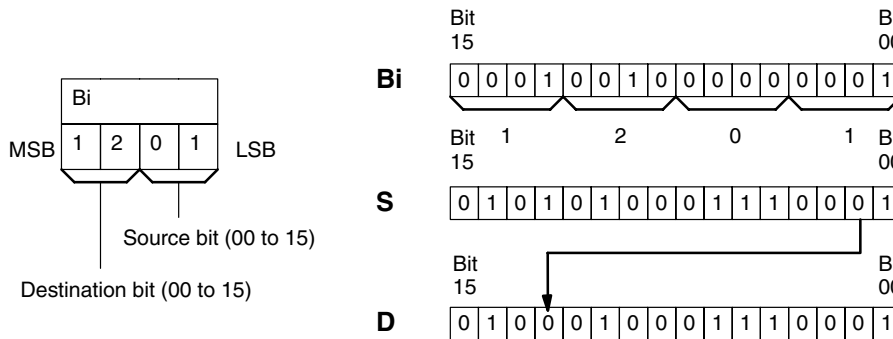 Bi
MSB 1 2 0 1 LSB
Source bit (00 to 15)
Destination bit (00 to 15)
Bit
15
Bi 0 0 0 1 0 0 1 0 0 0 0 0 0 0 0 1
1 2 0 1
Bit
15
S 0 1 0 1 0 1 0 0 0 1 1 1 0 0 0 1
Bit
15
D 0 1 0 0 0 1 0 0 0 1 1 1 0 0 0 1